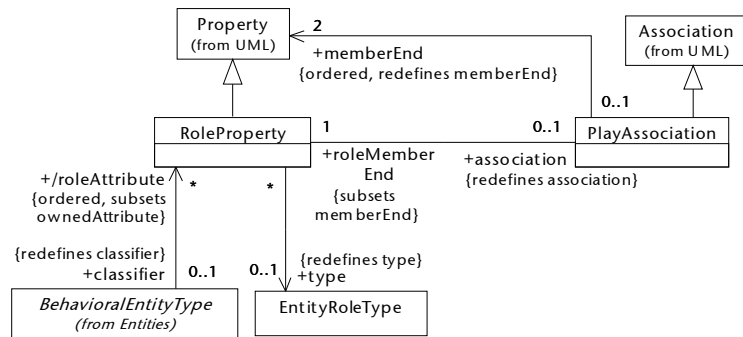 Property
(from UML)
2
+memberEnd
{ordered, redefines memberEnd}
Association
(from UML)
0..1
RoleProperty
1
0..1
PlayAssociation
+roleMember
End
{subsets
memberEnd}
+association
{redefines association}
+/roleAttribute
{ordered, subsets
ownedAttribute}
*
*
{redefines classifier}
+classifier
0..1
0..1
{redefines type}
+type
BehavioralEntityType
(from Entities)
EntityRoleType